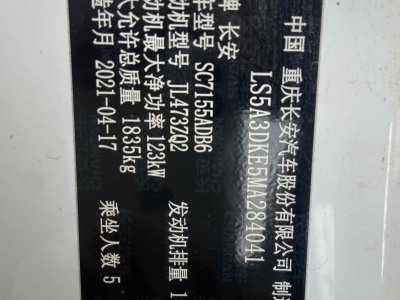 中国 重庆长安汽车股份有限公司 制
LS5A3DKE5MA284041
牌 长安
车型号 SC7155ADB6
动机型号 JL473ZQ2
动机最大净功率 123kW 发动机排量 1
大允许总质量 1835kg
造年月 2021-04-17 乘坐人数 5